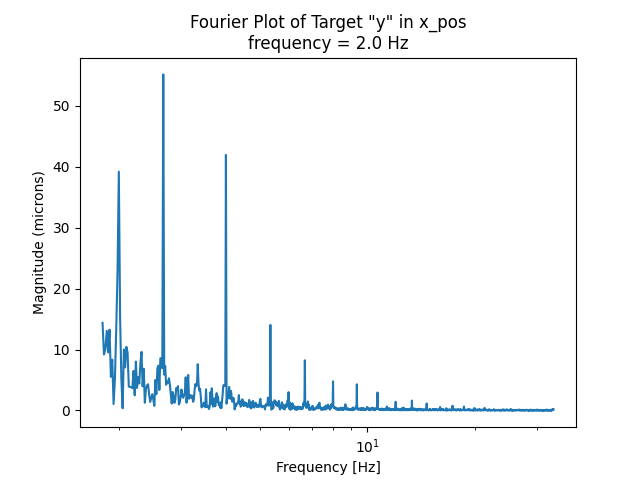 Fourier Plot of Target "y" in x_pos
frequency = 2.0 Hz
50
40
30
20
10
0
Magnitude (microns)
10¹
Frequency [Hz]